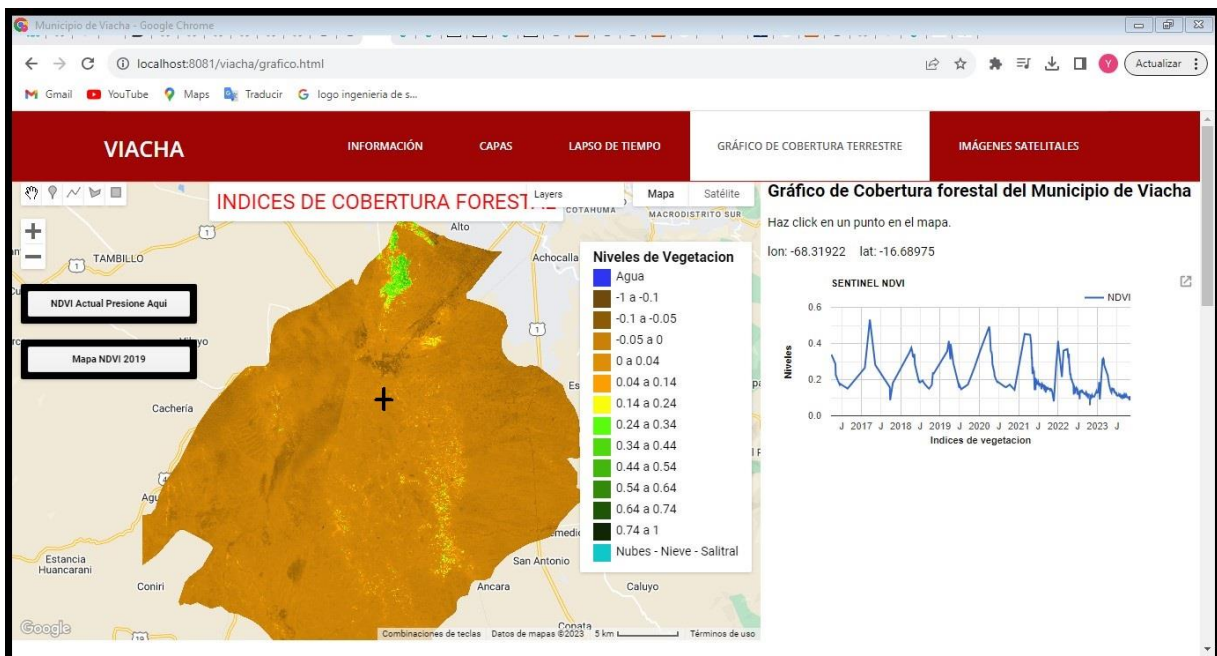 Municipio de Viacha - Google Chrome
localhost:8081/viacha/grafico.html
Actualizar
Y
Gmail YouTube Maps Traducir logo ingenieria de s...
VIACHA INFORMACIÓN CAPAS LAPSO DE TIEMPO GRÁFICO DE COBERTURA TERRESTRE IMÁGENES SATELITALES
INDICES DE COBERTURA FOREST
Layers
Mapa Satélite
COTAHUMA
MACRODISTRITO SUR
Alto
1
TAMBILLO
1
Achocalla
NDVI Actual Presione Aqui
1
Mapa NDVI 2019
Cachería
Estancia
Huancarani
Coniri
San Antonio
Ancara
Caluyo
Google
Combinaciones de teclas Datos de mapas ©2023 5 km Términos de uso
Niveles de Vegetacion
Agua
-1 a -0.1
-0.1 a -0.05
-0.05 a 0
0 a 0.04
0.04 a 0.14
0.14 a 0.24
0.24 a 0.34
0.34 a 0.44
0.44 a 0.54
0.54 a 0.64
0.64 a 0.74
0.74 a 1
Nubes - Nieve - Salitral
Gráfico de Cobertura forestal del Municipio de Viacha
Haz click en un punto en el mapa.
lon: -68.31922 lat: -16.68975
SENTINEL NDVI
NDVI
Niveles
0.6
0.4
0.2
0.0
J 2017 J 2018 J 2019 J 2020 J 2021 J 2022 J 2023 J
Indices de vegetacion